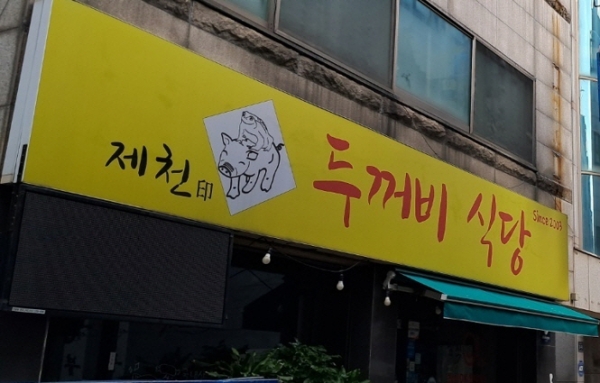 제천 印
두꺼비 식당
Since 2005